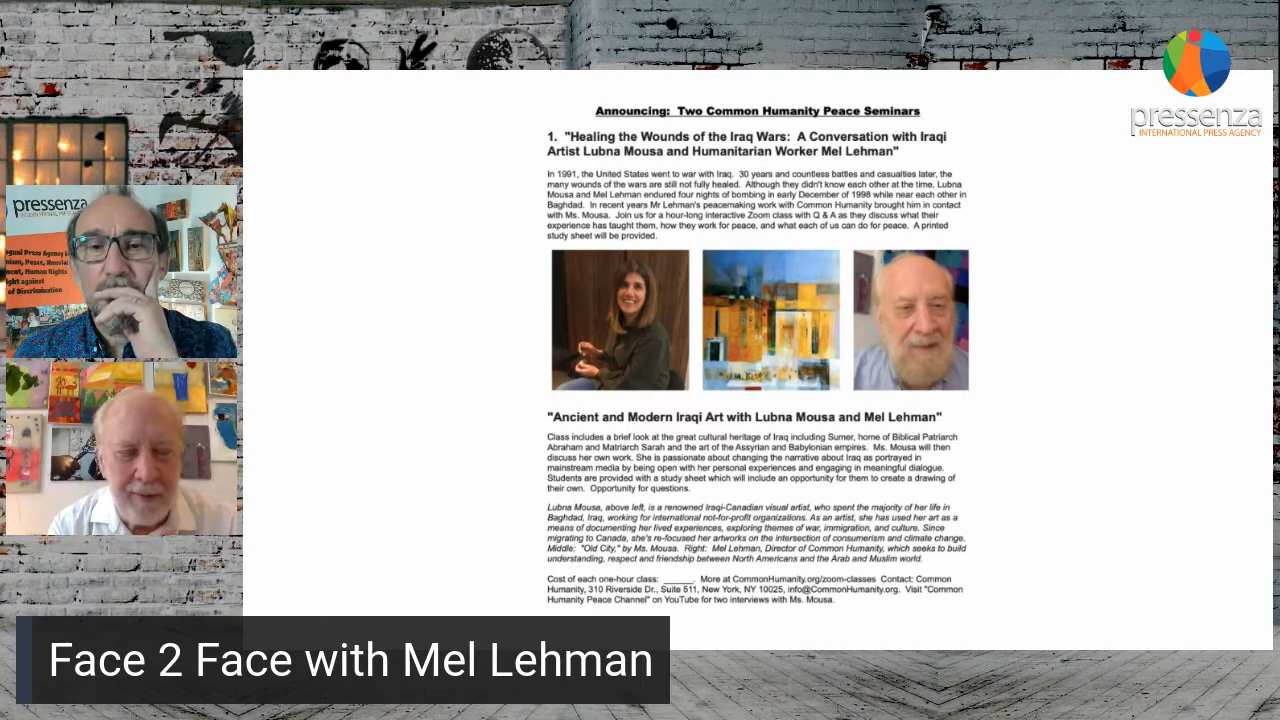 pressenza
INTERNATIONAL PRESS AGENCY
Announcing: Two Common Humanity Peace Seminars
1. "Healing the Wounds of the Iraq Wars: A Conversation with Iraqi
Artist Lubna Mousa and Humanitarian Worker Mel Lehman"
In 1991, the United States went to war with Iraq. 30 years and countless battles and casualties later, the
many wounds of the wars are still not fully healed. Although they didn't know each other at the time, Lubna
Mousa and Mel Lehman endured four nights of bombing in early December of 1998 while near each other in
Baghdad. In recent years Mr Lehman's peacemaking work with Common Humanity brought him in contact
with Ms. Mousa. Join us for a hour-long interactive Zoom class with Q & A as they discuss what their
experience has taught them, how they work for peace, and what each of us can do for peace. A printed
study sheet will be provided.
"Ancient and Modern Iraqi Art with Lubna Mousa and Mel Lehman"
Class includes a brief look at the great cultural heritage of Iraq including Sumer, home of Biblical Patriarch
Abraham and Matriarch Sarah and the art of the Assyrian and Babylonian empires. Ms. Mousa will then
discuss her own work. She is passionate about changing the narrative about Iraq as portrayed in
mainstream media by being open with her personal experiences and engaging in meaningful dialogue.
Students are provided with a study sheet which will include an opportunity for them to create a drawing of
their own. Opportunity for questions.
Lubna Mousa, above left, is a renowned Iraqi-Canadian visual artist, who spent the majority of her life in
Baghdad, Iraq, working for international not-for-profit organizations. As an artist, she has used her art as a
means of documenting her lived experiences, exploring themes of war, immigration, and culture. Since
migrating to Canada, she's re-focused her artworks on the intersection of consumerism and climate change.
Middle: "Old City," by Ms. Mousa. Right: Mel Lehman, Director of Common Humanity, which seeks to build
understanding, respect and friendship between North Americans and the Arab and Muslim world.
Cost of each one-hour class: ______. More at CommonHumanity.org/zoom-classes Contact: Common
Humanity, 310 Riverside Dr., Suite 511, New York, NY 10025, info@CommonHumanity.org. Visit "Common
Humanity Peace Channel" on YouTube for two interviews with Ms. Mousa.
pressenza
INTERNATIONAL PRESS AGENCY
gual Press Agency
Peace,
Human Rights
ght against
of Discrimination
Face 2 Face with Mel Lehman